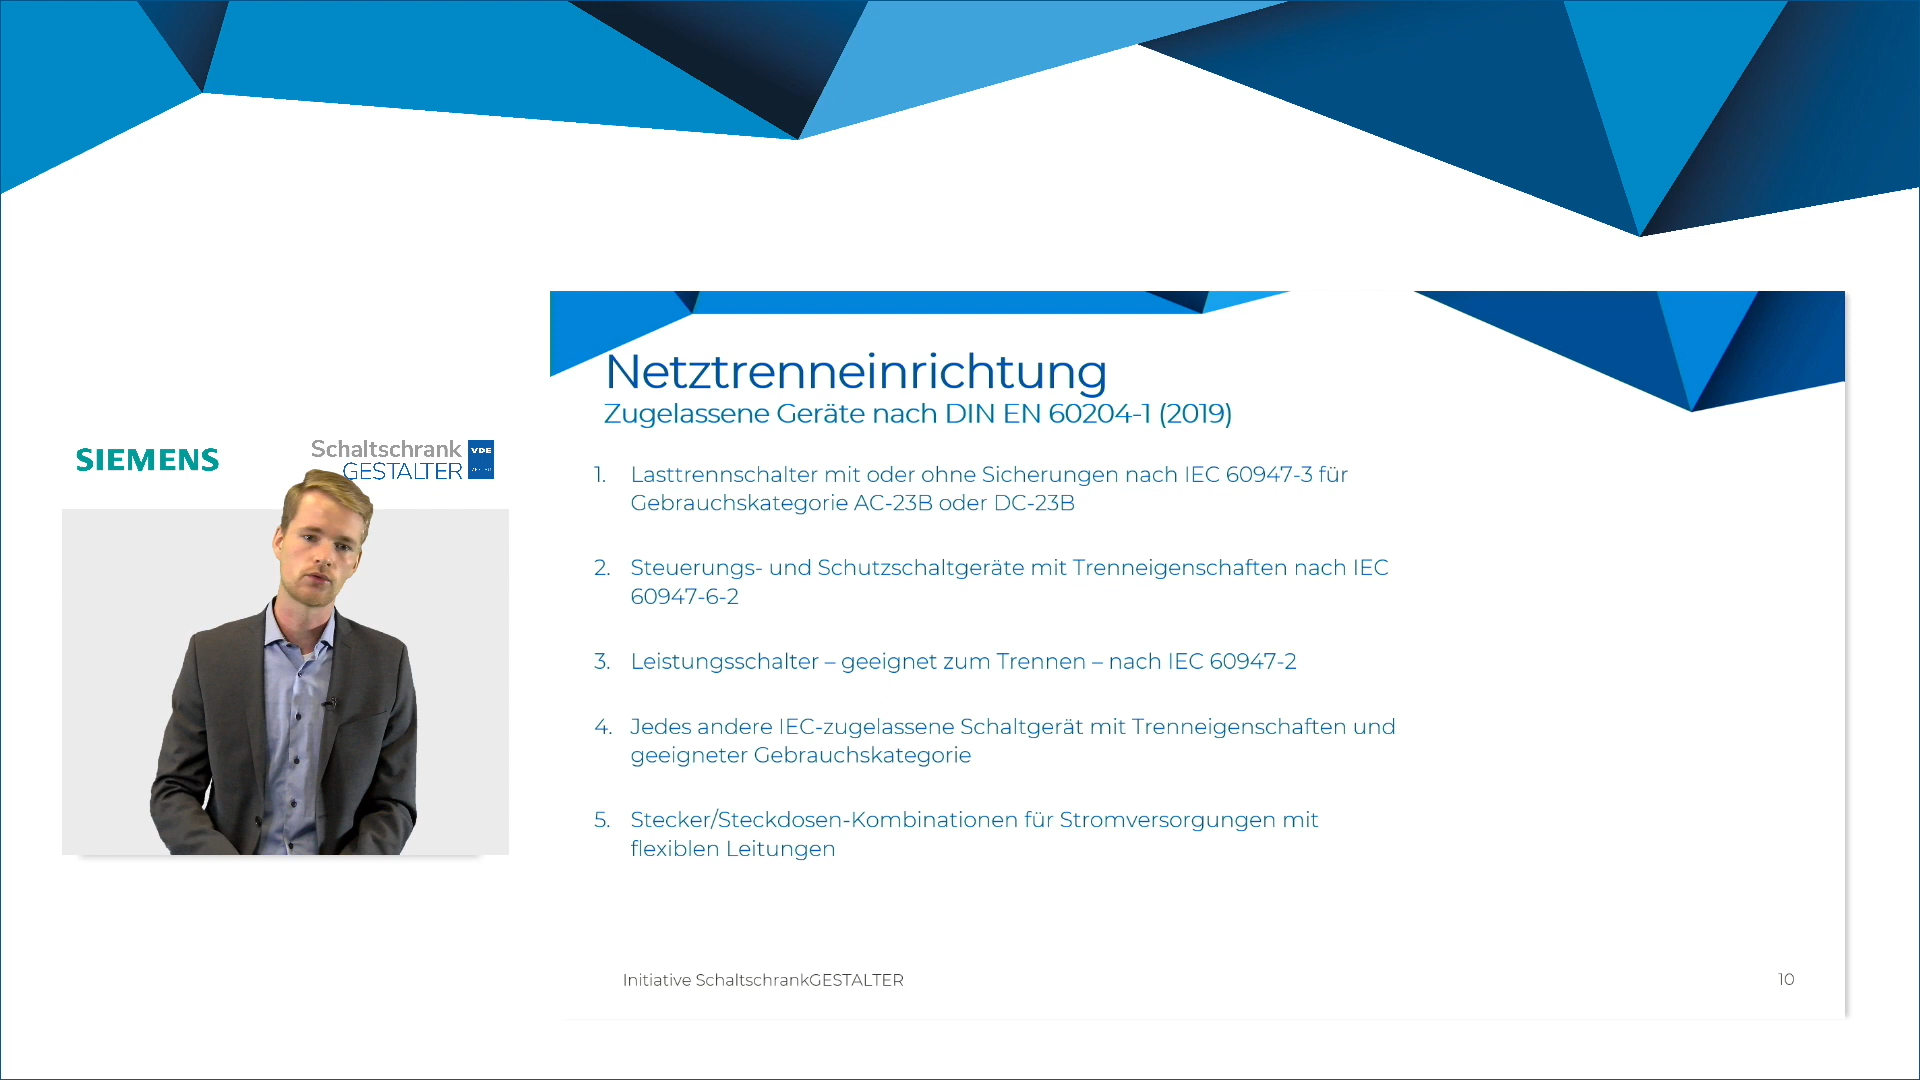 Netztrenneinrichtung
Zugelassene Geräte nach DIN EN 60204-1 (2019)
SIEMENS
Schaltschrank
GESTALTER
VDE
1. Lasttrennschalter mit oder ohne Sicherungen nach IEC 60947-3 für
Gebrauchskategorie AC-23B oder DC-23B
2. Steuerungs- und Schutzschaltgeräte mit Trenneigenschaften nach IEC
60947-6-2
3. Leistungsschalter – geeignet zum Trennen – nach IEC 60947-2
4. Jedes andere IEC-zugelassene Schaltgerät mit Trenneigenschaften und
geeigneter Gebrauchskategorie
5. Stecker/Steckdosen-Kombinationen für Stromversorgungen mit
flexiblen Leitungen
Initiative SchaltschrankGESTALTER
10